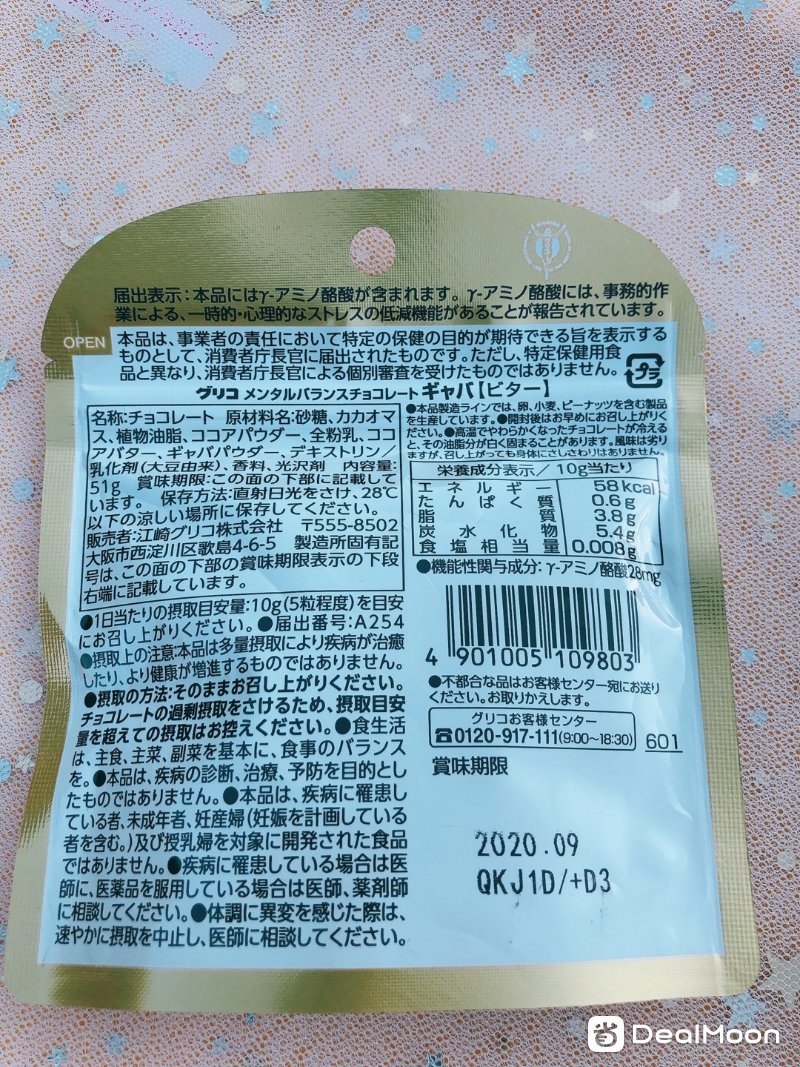 届出表示:本品にはγ-アミノ酪酸が含まれます。γ-アミノ酪酸には、事務的作
業による、一時的・心理的なストレスの低減機能があることが報告されています。
OPEN
本品は、事業者の責任において特定の保健の目的が期待できる旨を表示する
ものとして、消費者庁長官に届出されたものです。ただし、特定保健用食
品と異なり、消費者庁長官による個別審査を受けたものではありません。
プラ
グリコ メンタルバランスチョコレート ギャバ【ビター】
名称:チョコレート 原材料名:砂糖、カカオマ
ス、植物油脂、ココアパウダー、全粉乳、ココ
アバター、ギャバパウダー、デキストリン/
乳化剤(大豆由来)、香料、光沢剤 内容量:
51g 賞味期限:この面の下部に記載して
います。 保存方法:直射日光をさけ、28℃
以下の涼しい場所に保存してください。
販売者:江崎グリコ株式会社 〒555-8502
大阪市西淀川区歌島4-6-5 製造所固有記
号は、この面の下部の賞味期限表示の下段
右端に記載しています。
●1日当たりの摂取目安量:10g(5粒程度)を目安
にお召し上がりください。●届出番号:A254
●摂取上の注意:本品は多量摂取により疾病が治癒
したり、より健康が増進するものではありません。
●摂取の方法:そのままお召し上がりください。
チョコレートの過剰摂取をさけるため、摂取目安
量を超えての摂取はお控えください。●食生活
は、主食、主菜、副菜を基本に、食事のバランス
を。●本品は、疾病の診断、治療、予防を目的とし
たものではありません。●本品は、疾病に罹患し
ている者、未成年者、妊産婦(妊娠を計画している
者を含む。)及び授乳婦を対象に開発された食品
ではありません。●疾病に罹患している場合は医
師に、医薬品を服用している場合は医師、薬剤師
に相談してください。●体調に異変を感じた際は、
速やかに摂取を中止し、医師に相談してください。
●本品製造ラインでは、卵、小麦、ピーナッツを含む製品
を生産しています。●開封後はお早めにお召し上がりく
ださい。●高温でやわらかくなったチョコレートが冷える
と、その油脂分が白く固まることがあります。風味は劣り
ますが、召し上がっても身体にさしさわりはありません。
栄養成分表示/10g当たり
エネルギー 58kcal
たんぱく質 0.6g
脂質 3.8g
炭水化物 5.4g
食塩相当量 0.008g
●機能性関与成分:γ-アミノ酪酸28mg
4 901005 109803
●不都合な品はお客様センター宛にお送り
ください。お取りかえします。
グリコお客様センター
☎0120-917-111(9:00~18:30)
601
賞味期限
2020.09
QKJ1D/+D3
DealMoon